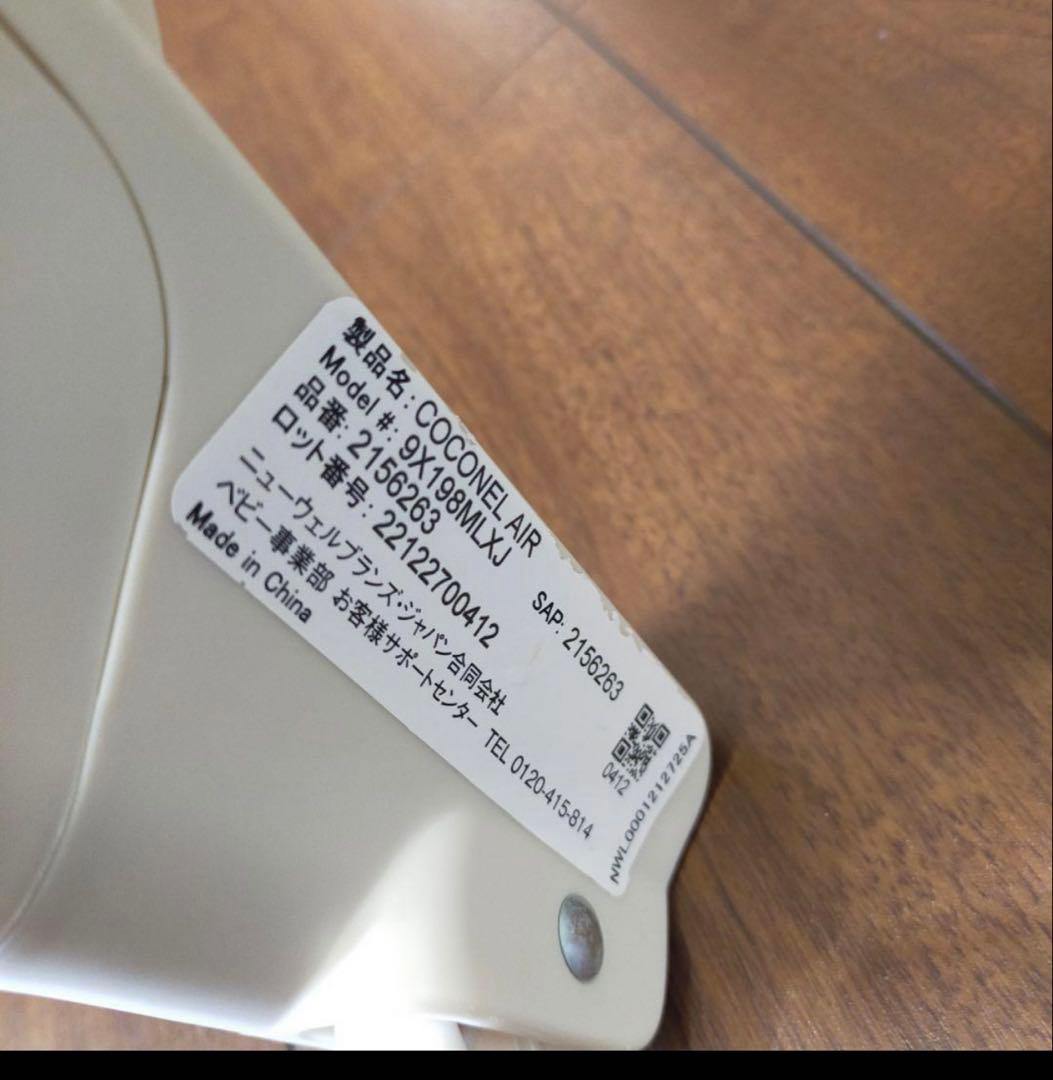 製品名: COCONEL AIR
Model #: 9X198MLXJ
品番: 2156263
SAP: 2156263
ロット番号: 22122700412
ニューウェルブランズ・ジャパン合同会社
ベビー事業部 お客様サポートセンター TEL 0120-415-814
Made in China
0412
NWL0001212725A